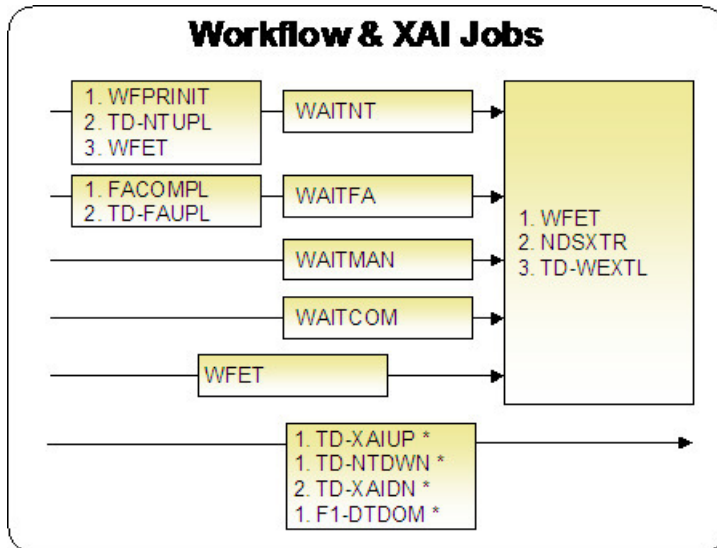 Workflow & XAI Jobs
1. WFPRINIT
2. TD-NTUPL
3. WFET
WAITNT
1. FACOMPL
2. TD-FAUPL
WAITFA
WAITMAN
WAITCOM
WFET
1. WFET
2. NDSXTR
3. TD-WEXTL
1. TD-XAIUP *
1. TD-NTDWN *
2. TD-XAIDN *
1. F1-DTDOM *